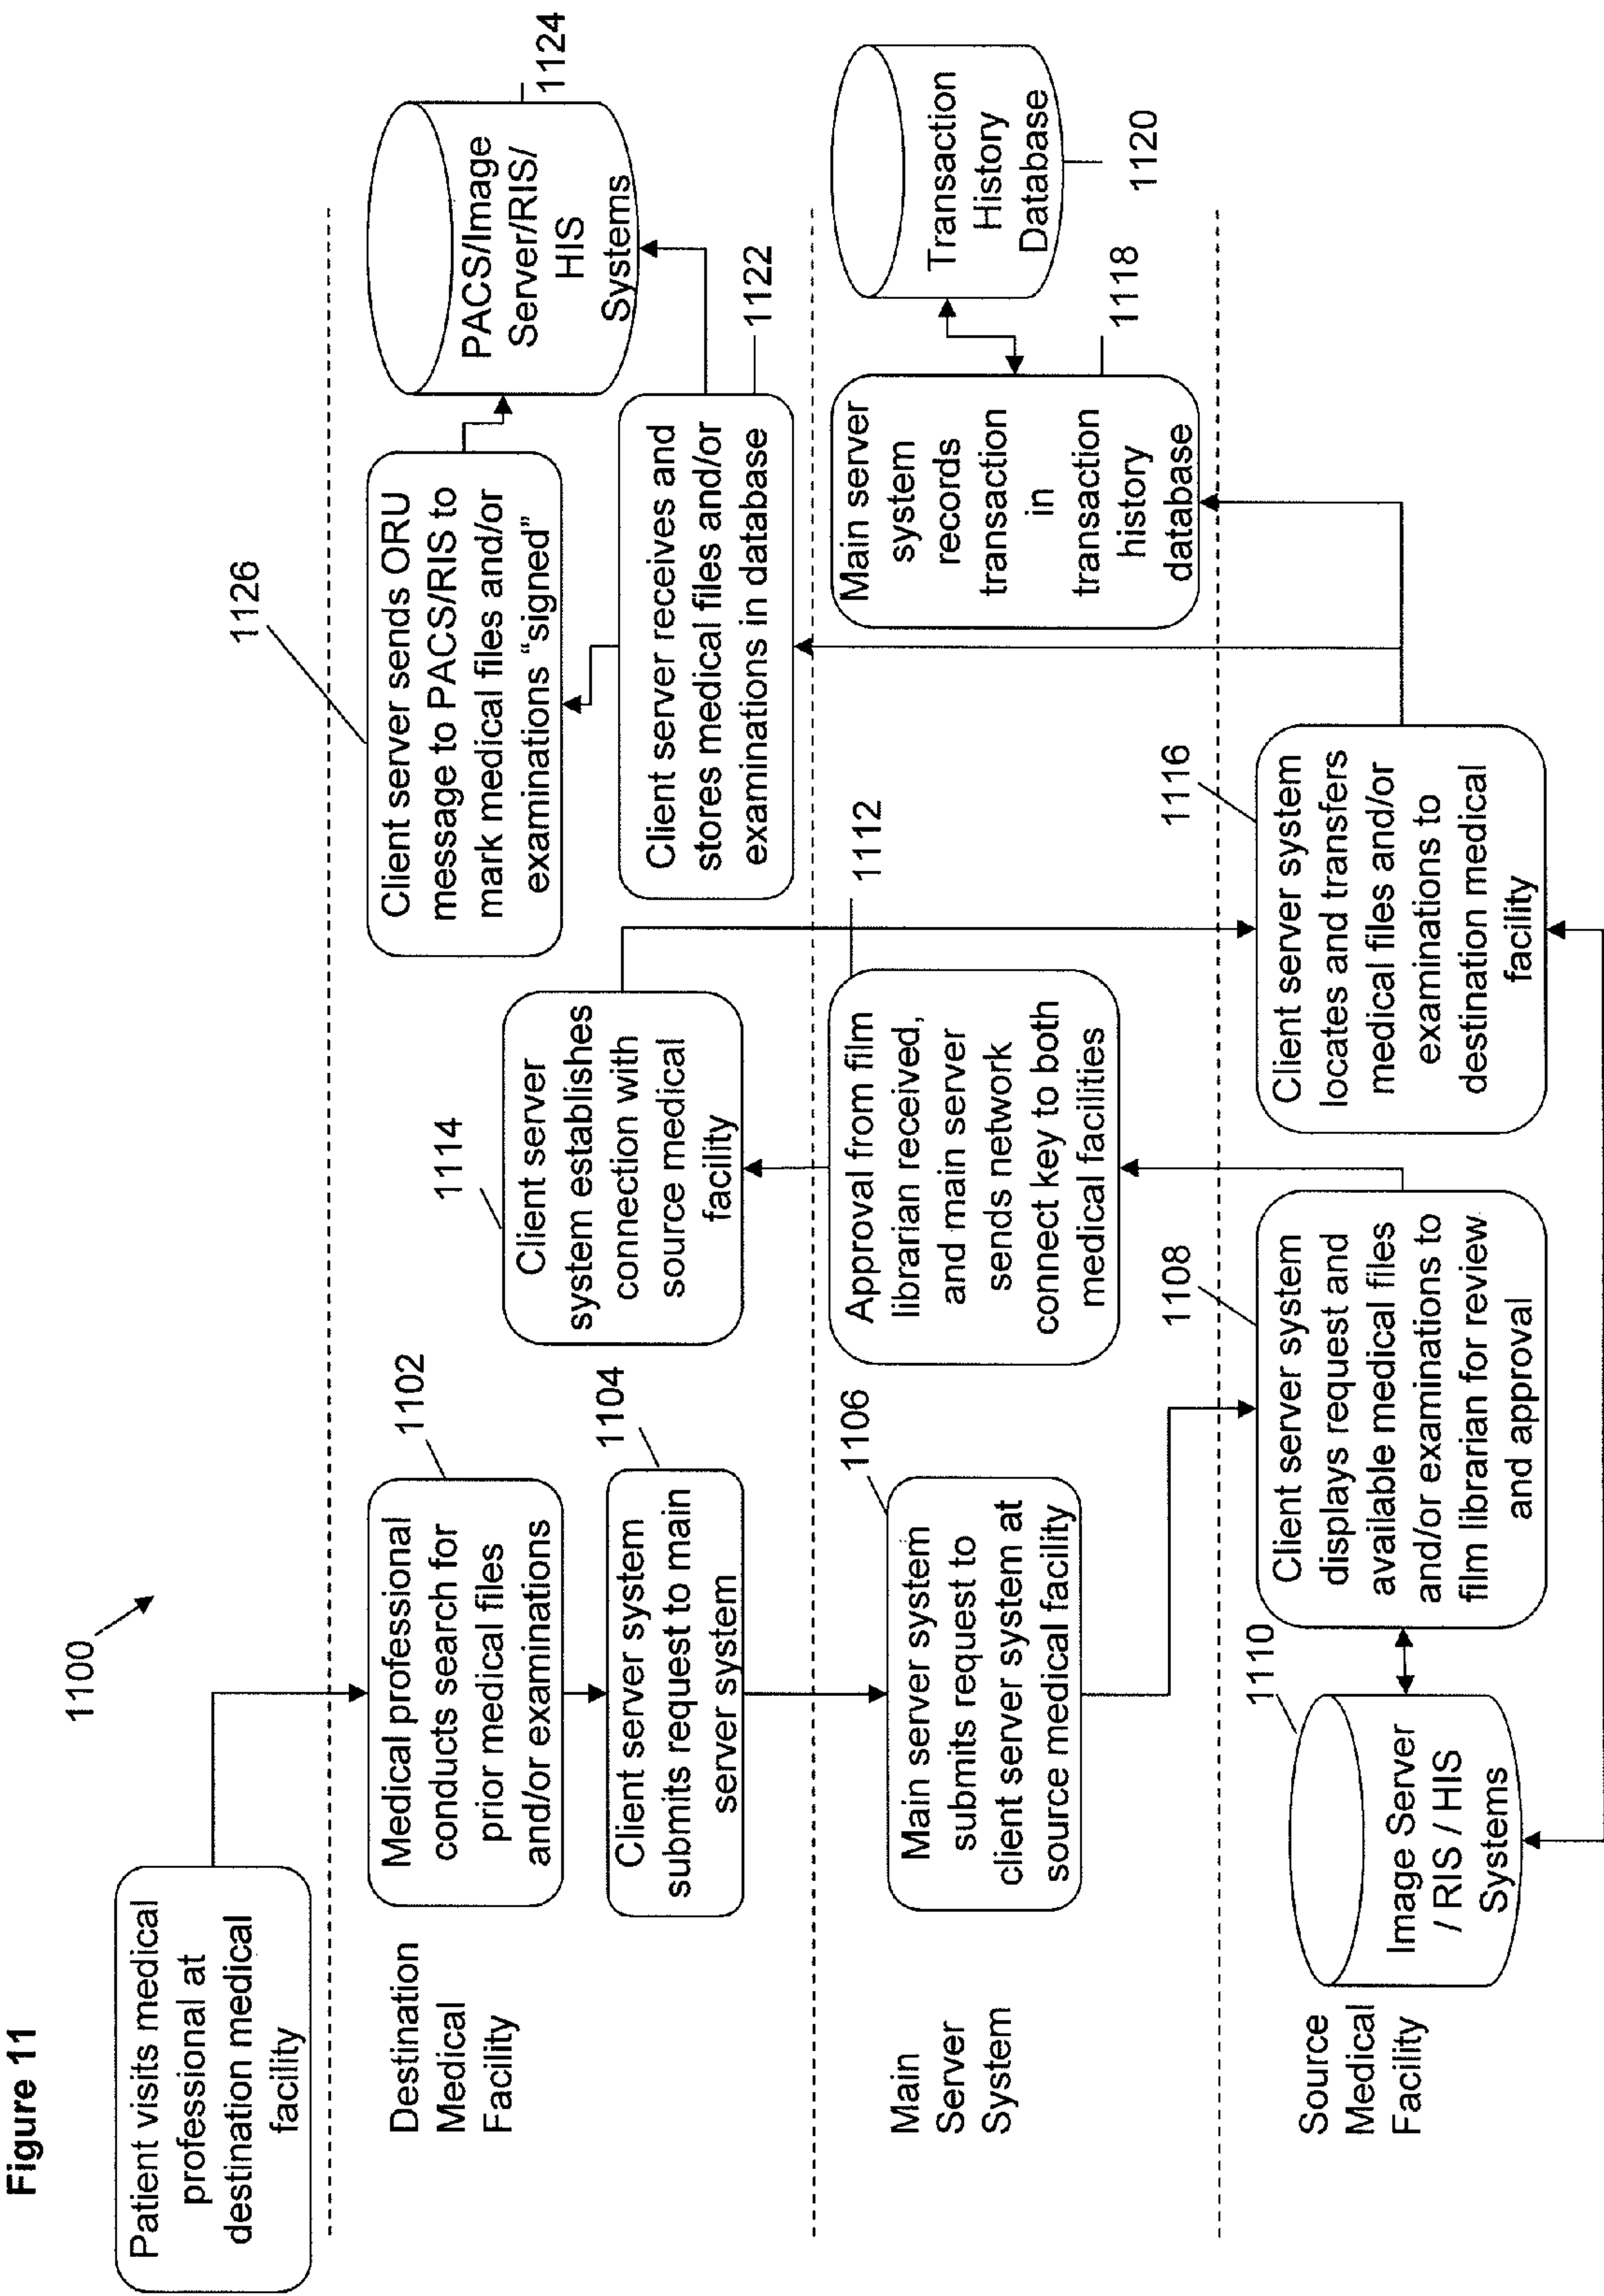 Figure 11
1100
Patient visits medical
professional at
destination medical
facility
Destination
Medical
Facility
Medical professional
conducts search for
prior medical files
and/or examinations
1102
Client server system
submits request to main
server system
1104
Client server
system establishes
connection with
source medical
facility
1114
Client server sends ORU
message to PACS/RIS to
mark medical files and/or
examinations “signed”
1126
Client server receives and
stores medical files and/or
examinations in database
1122
PACS/Image
Server/RIS/
HIS
Systems
1124
Main
Server
System
Main server system
submits request to
client server system at
source medical facility
1106
Approval from film
librarian received,
and main server
sends network
connect key to both
medical facilities
1112
Main server
system
records
transaction
in
transaction
history
database
1118
Transaction
History
Database
1120
Source
Medical
Facility
Image Server
/ RIS / HIS
Systems
1110
Client server system
displays request and
available medical files
and/or examinations to
film librarian for review
and approval
1108
Client server system
locates and transfers
medical files and/or
examinations to
destination medical
facility
1116